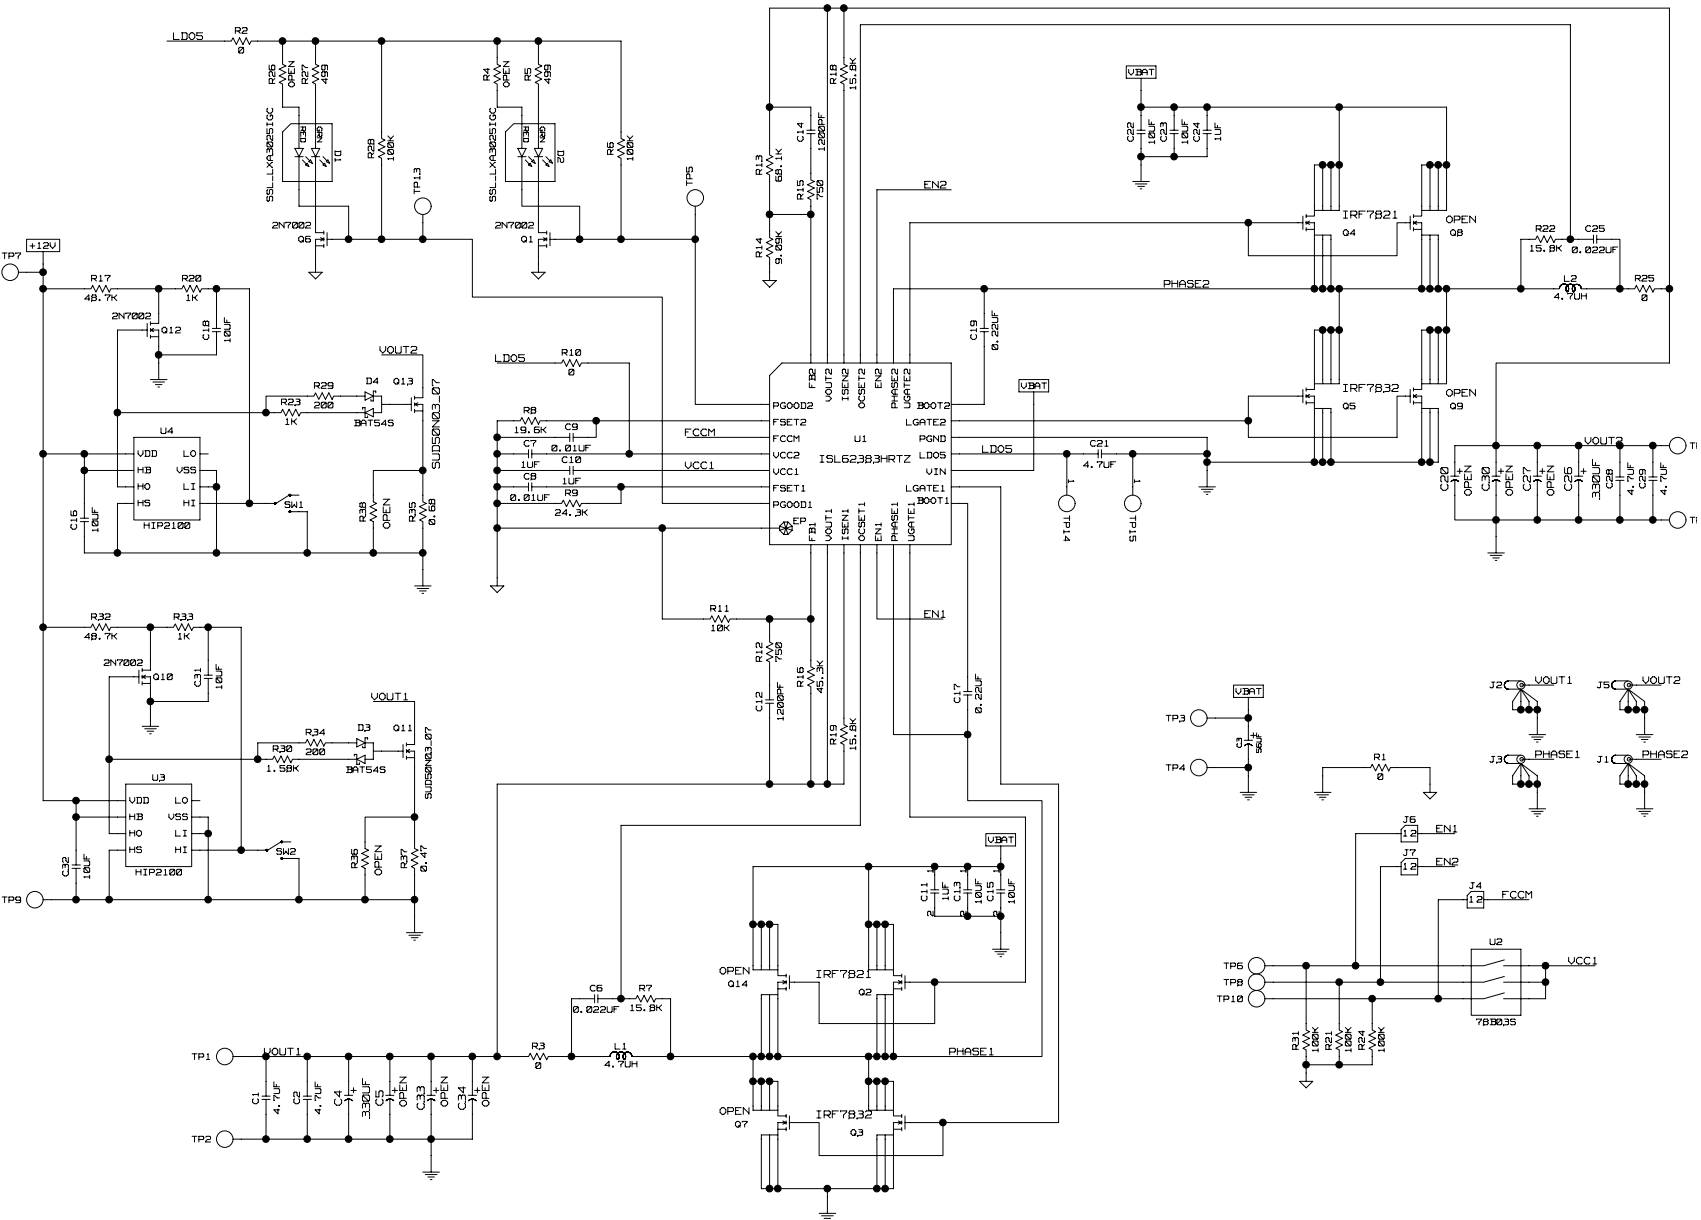 LDO5
R2
0
R26
OPEN
R27
499
R4
OPEN
R5
499
R28
100K
R6
100K
SSL_LXA3025IGC
RED
GRN
D1
SSL_LXA3025IGC
RED
GRN
D2
2N7002
Q6
2N7002
Q1
TP13
TP5
R18
15.8K
C14
1200PF
R13
68.1K
R15
750
R14
9.09K
EN2
VBAT
C22
10UF
C23
10UF
C24
1UF
IRF7821
Q4
OPEN
Q8
R22
15.8K
C25
0.022UF
L2
4.7UH
R25
0
PHASE2
C19
0.22UF
IRF7832
Q5
OPEN
Q9
TP7
+12V
R17
48.7K
R20
1K
2N7002
Q12
C18
10UF
VOUT2
R29
200
D4
Q13
R23
1K
BAT54S
SUD50N03_07
U4
VDD
LO
HB
VSS
HO
LI
HS
HI
HIP2100
C16
10UF
SW1
R38
OPEN
R35
0.68
LDO5
R10
0
R8
19.6K
C9
0.01UF
C7
1UF
C10
1UF
C8
0.01UF
R9
24.3K
FCCM
VCC1
FB2
VOUT2
ISEN2
OCSET2
EN2
PHASE2
UGATE2
PGOOD2
BOOT2
FSET2
LGATE2
FCCM
PGND
U1
ISL62383HRTZ
VCC2
LDO5
VCC1
VIN
FSET1
LGATE1
PGOOD1
BOOT1
EP
FB1
VOUT1
ISEN1
OCSET1
EN1
PHASE1
UGATE1
VBAT
LDO5
C21
4.7UF
1
TP14
1
TP15
VOUT2
C20
OPEN
C30
OPEN
C27
OPEN
C26
330UF
C28
4.7UF
C29
4.7UF
R32
48.7K
R33
1K
2N7002
Q10
C31
10UF
VOUT1
R34
200
D3
Q11
R30
1.58K
BAT54S
SUD50N03_07
U3
VDD
LO
HB
VSS
HO
LI
HS
HI
HIP2100
C32
10UF
SW2
R36
OPEN
R37
0.47
TP9
R11
10K
R12
750
C12
1200PF
R16
45.3K
R19
15.8K
EN1
C17
0.22UF
TP3
TP4
VBAT
C3
56UF
R1
0
J2
VOUT1
J5
VOUT2
J3
PHASE1
J1
PHASE2
J6
12
EN1
J7
12
EN2
J4
12
FCCM
U2
VCC1
78B03S
TP6
TP8
TP10
R31
100K
R21
100K
R24
100K
VBAT
C11
1UF
1
2
C13
10UF
1
2
C15
10UF
1
2
OPEN
Q14
IRF7821
Q2
C6
0.022UF
R7
15.8K
TP1
VOUT1
R3
0
L1
4.7UH
PHASE1
C1
4.7UF
C2
4.7UF
C4
330UF
C5
OPEN
C33
OPEN
C34
OPEN
TP2
OPEN
Q7
IRF7832
Q3